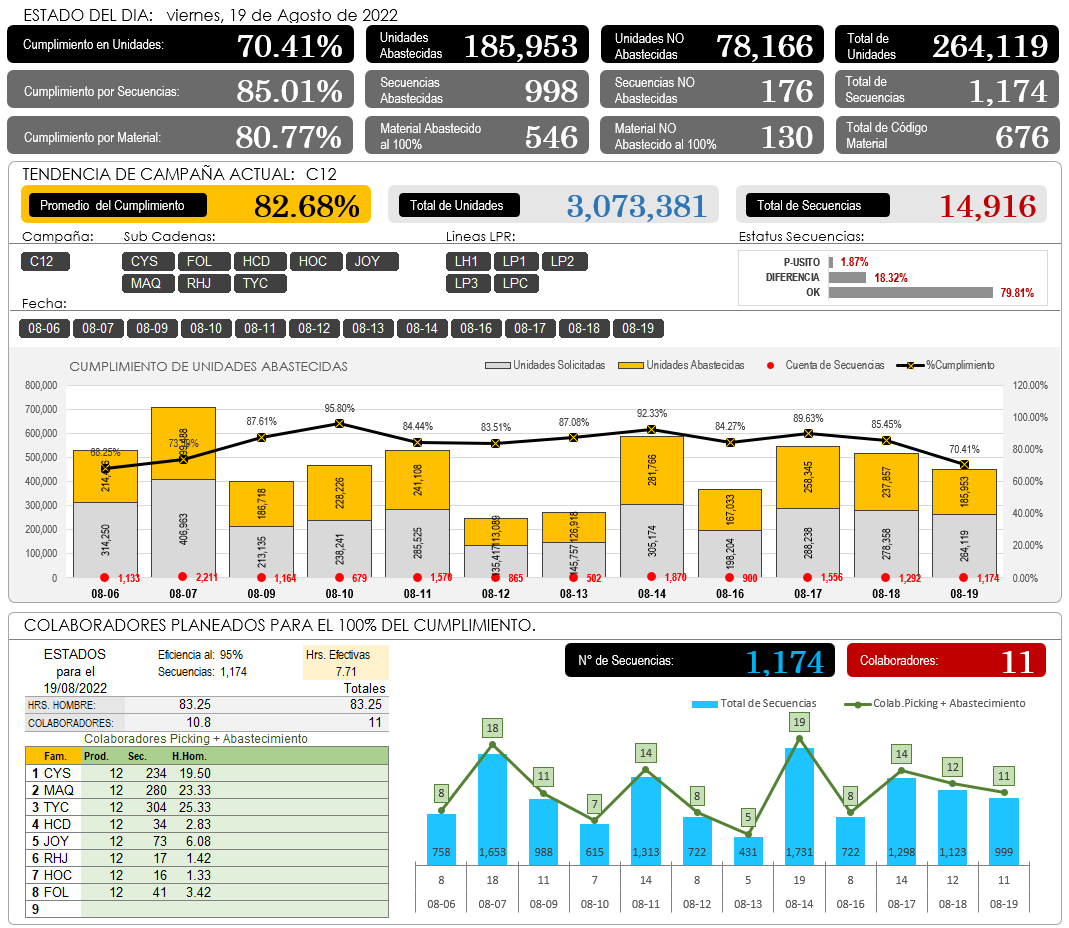 ESTADO DEL DIA: viernes, 19 de Agosto de 2022
Cumplimiento en Unidades: 70.41%
Unidades Abastecidas 185,953
Unidades NO Abastecidas 78,166
Total de Unidades 264,119
Cumplimiento por Secuencias: 85.01%
Secuencias Abastecidas 998
Secuencias NO Abastecidas 176
Total de Secuencias 1,174
Cumplimiento por Material: 80.77%
Material Abastecido al 100% 546
Material NO Abastecido al 100% 130
Total de Código Material 676
TENDENCIA DE CAMPAÑA ACTUAL: C12
Promedio del Cumplimiento 82.68%
Total de Unidades 3,073,381
Total de Secuencias 14,916
Campaña: Sub Cadenas: Lineas LPR: Estatus Secuencias:
C12 CYS FOL HCD HOC JOY LH1 LP1 LP2
MAQ RHJ TYC LP3 LPC
P-USITO 1.87%
DIFERENCIA 18.32%
OK 79.81%
Fecha:
08-06 08-07 08-09 08-10 08-11 08-12 08-13 08-14 08-16 08-17 08-18 08-19
CUMPLIMIENTO DE UNIDADES ABASTECIDAS
Unidades Solicitadas Unidades Abastecidas Cuenta de Secuencias %Cumplimiento
800,000
700,000
600,000
500,000
400,000
300,000
200,000
100,000
0
120.00%
100.00%
80.00%
60.00%
40.00%
20.00%
0.00%
68.25% 87.61% 95.80% 84.44% 83.51% 87.08% 92.33% 84.27% 89.63% 85.45% 70.41%
186,718 228,226 241,108 113,089 126,918 281,766 167,033 258,345 237,857 185,953
314,250 406,963 213,135 238,241 285,525 135,417 145,757 305,174 198,204 288,238 278,358 264,119
1,133 2,211 1,164 679 1,570 865 502 1,870 900 1,556 1,292 1,174
08-06 08-07 08-09 08-10 08-11 08-12 08-13 08-14 08-16 08-17 08-18 08-19
COLABORADORES PLANEADOS PARA EL 100% DEL CUMPLIMIENTO.
ESTADOS
para el
19/08/2022
Eficiencia al: 95%
Secuencias: 1,174
Hrs. Efectivas
7.71
Totales
HRS. HOMBRE: 83.25 83.25
COLABORADORES: 10.8 11
Colaboradores Picking + Abastecimiento
Fam. Prod. Sec. H.Hom.
1 CYS 12 234 19.50
2 MAQ 12 280 23.33
3 TYC 12 304 25.33
4 HCD 12 34 2.83
5 JOY 12 73 6.08
6 RHJ 12 17 1.42
7 HOC 12 16 1.33
8 FOL 12 41 3.42
9
N° de Secuencias: 1,174
Colaboradores: 11
Total de Secuencias Colab.Picking + Abastecimiento
8 18 11 7 14 8 5 19 8 14 12 11
758 1,653 988 615 1,313 722 431 1,731 722 1,298 1,123 999
8 18 11 7 14 8 5 19 8 14 12 11
08-06 08-07 08-09 08-10 08-11 08-12 08-13 08-14 08-16 08-17 08-18 08-19